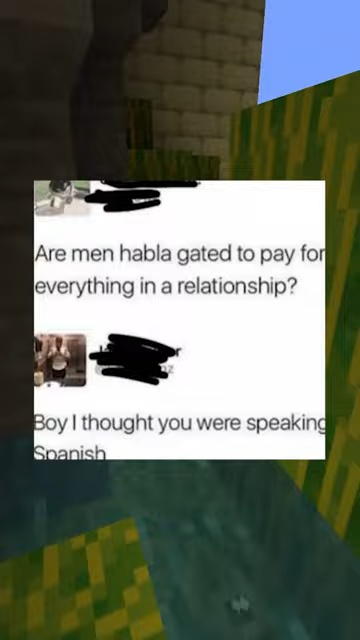 Are men habla gated to pay for
everything in a relationship?
Boy I thought you were speaking
Spanish